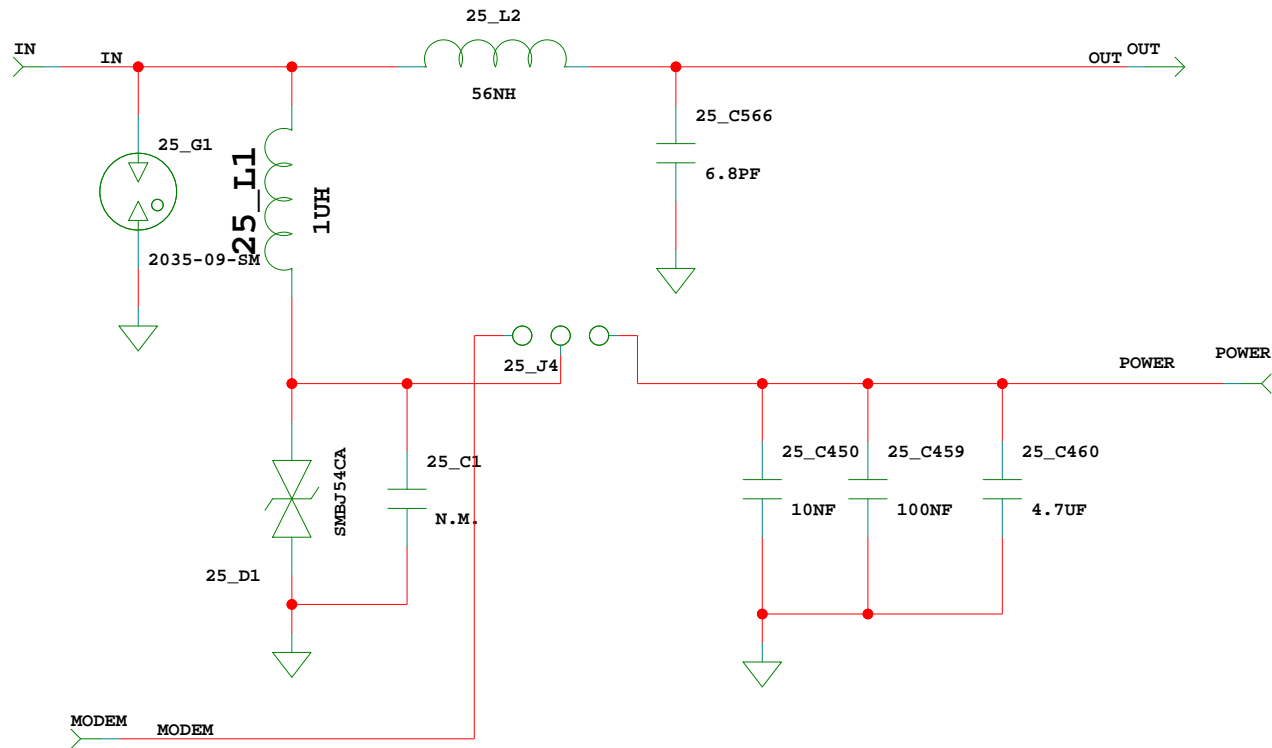 25_L2
IN
IN
OUT
OUT
56NH
25_C566
6.8PF
25_G1
25_L1
1UH
2035-09-SM
25_J4
POWER
POWER
SMBJ54CA
25_C1
N.M.
25_D1
25_C450
10NF
25_C459
100NF
25_C460
4.7UF
MODEM
MODEM